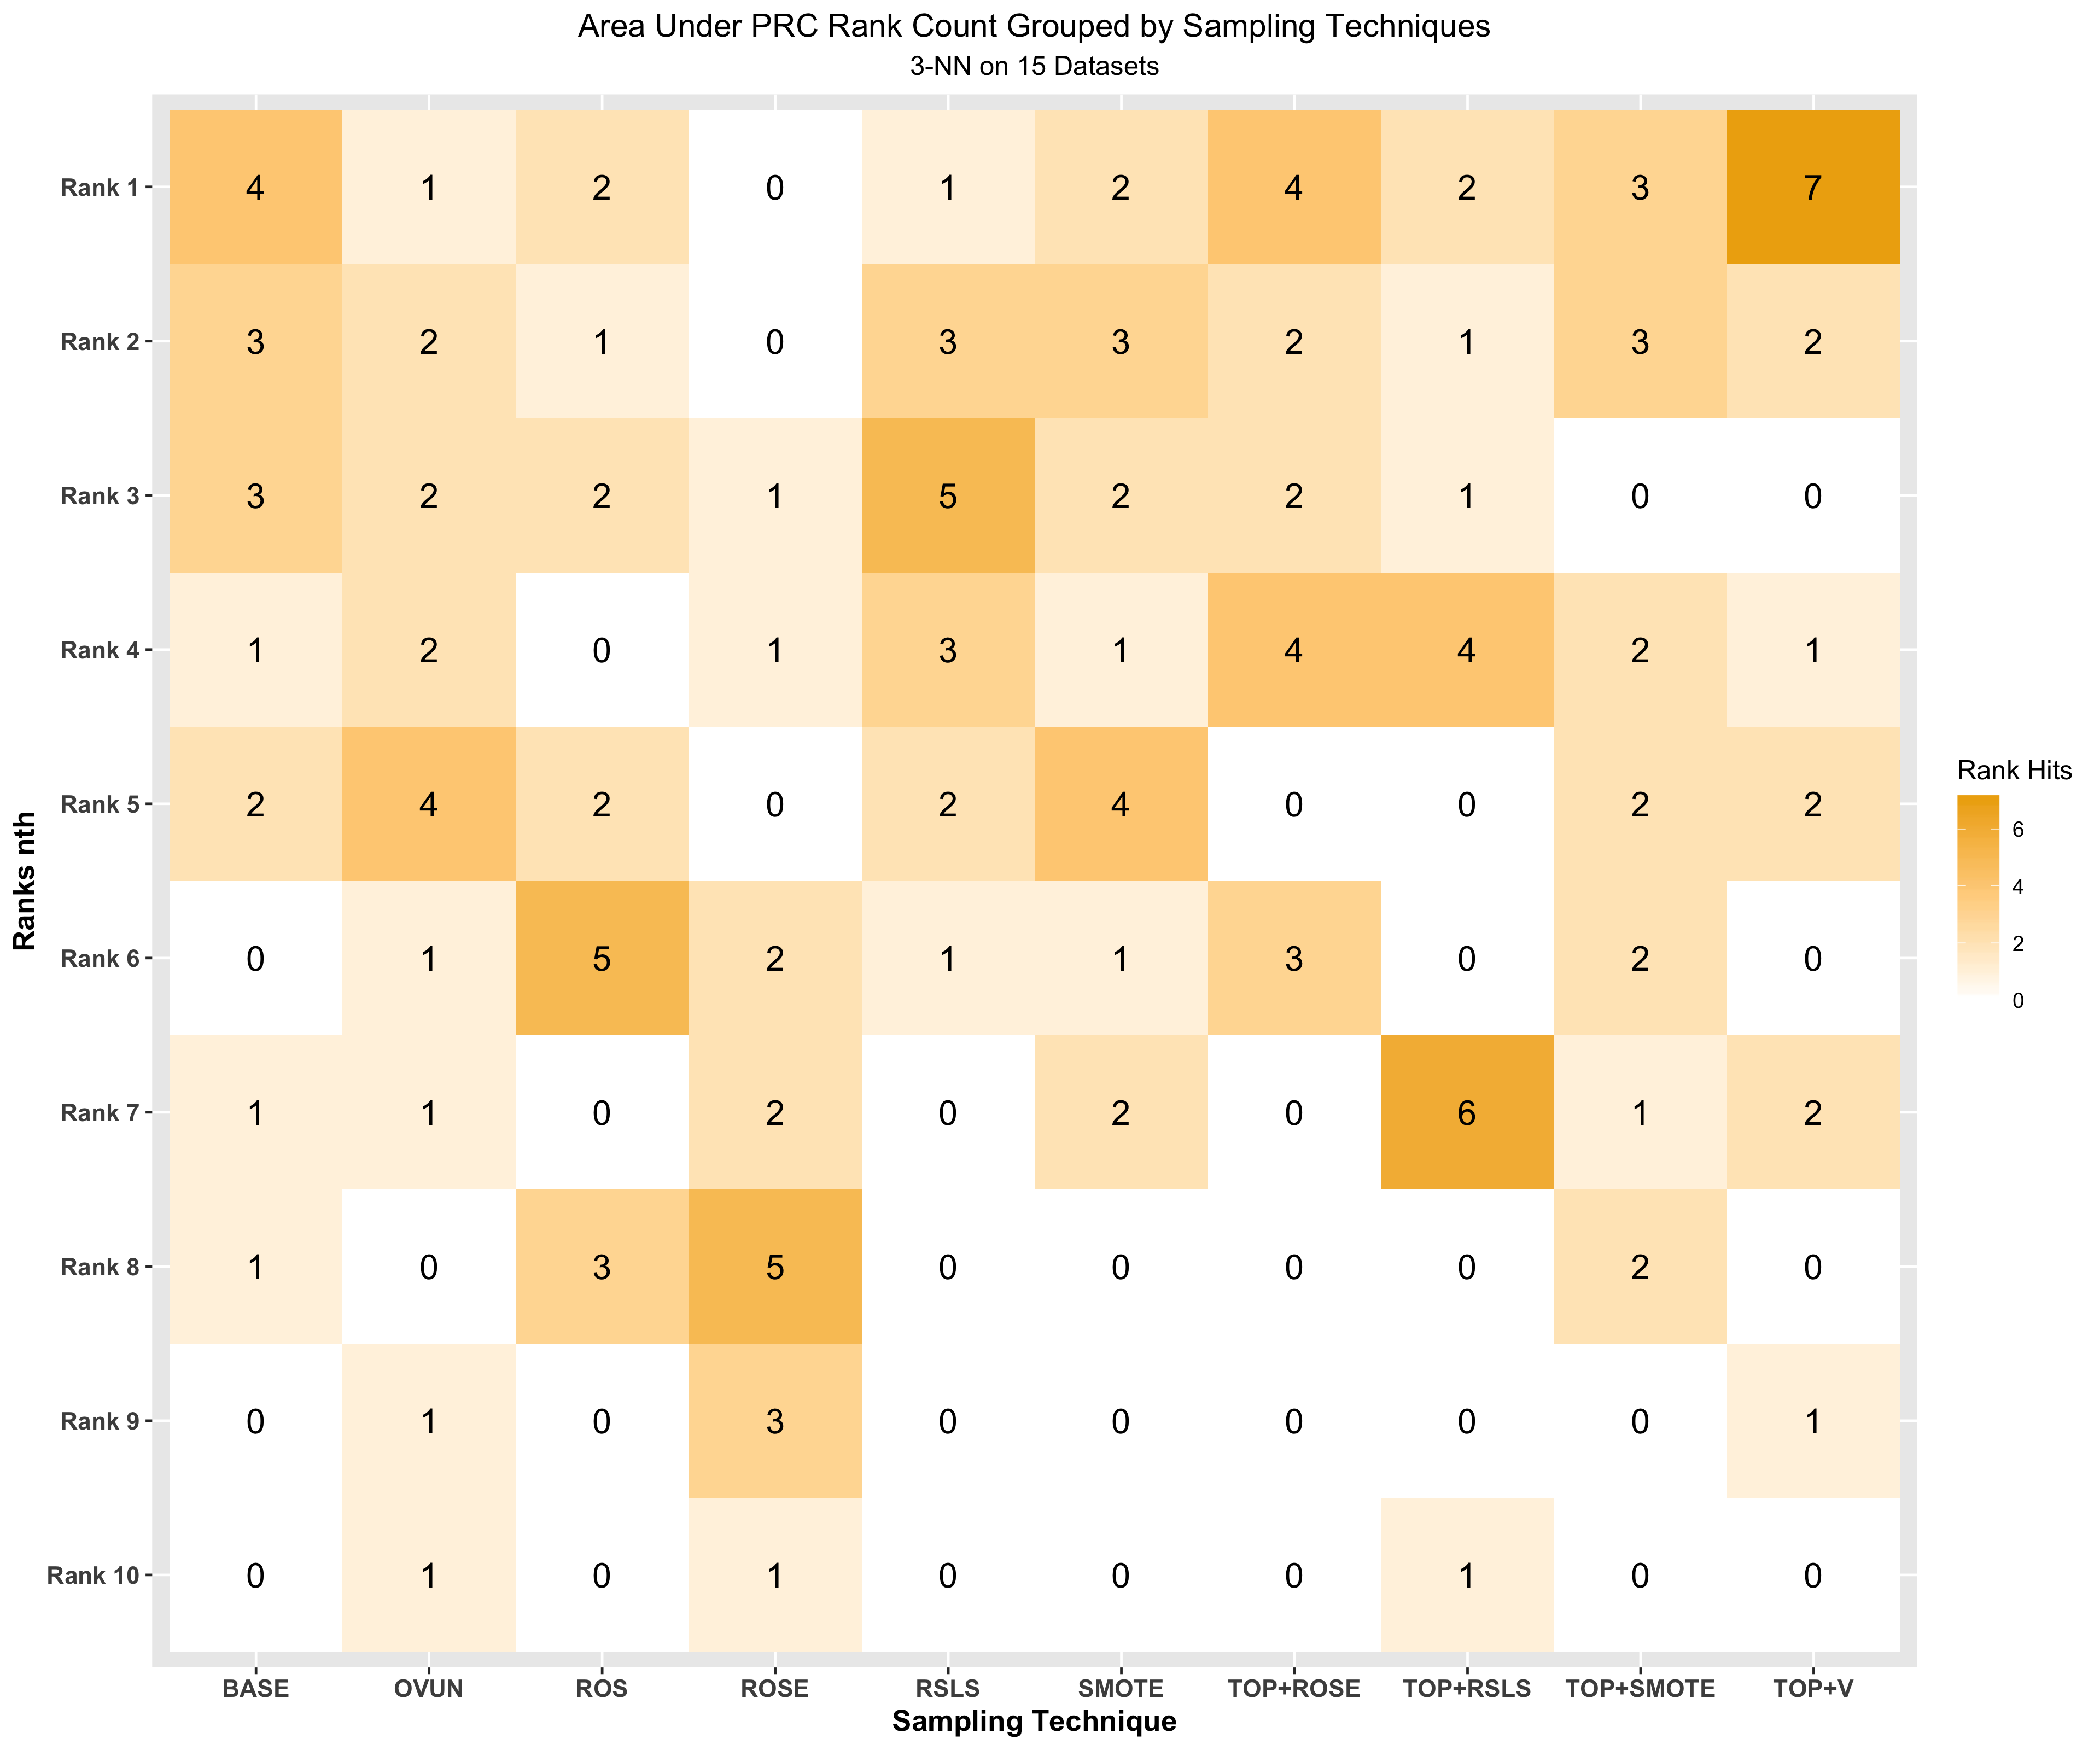 Area Under PRC Rank Count Grouped by Sampling Techniques
3-NN on 15 Datasets
Rank 1 4 1 2 0 1 2 4 2 3 7
Rank 2 3 2 1 0 3 3 2 1 3 2
Rank 3 3 2 2 1 5 2 2 1 0 0
Rank 4 1 2 0 1 3 1 4 4 2 1
Rank 5 2 4 2 0 2 4 0 0 2 2
Rank 6 0 1 5 2 1 1 3 0 2 0
Rank 7 1 1 0 2 0 2 0 6 1 2
Rank 8 1 0 3 5 0 0 0 0 2 0
Rank 9 0 1 0 3 0 0 0 0 0 1
Rank 10 0 1 0 1 0 0 0 1 0 0
BASE OVUN ROS ROSE RSLS SMOTE TOP+ROSE TOP+RSLS TOP+SMOTE TOP+V
Sampling Technique
Ranks nth
Rank Hits
6
4
2
0